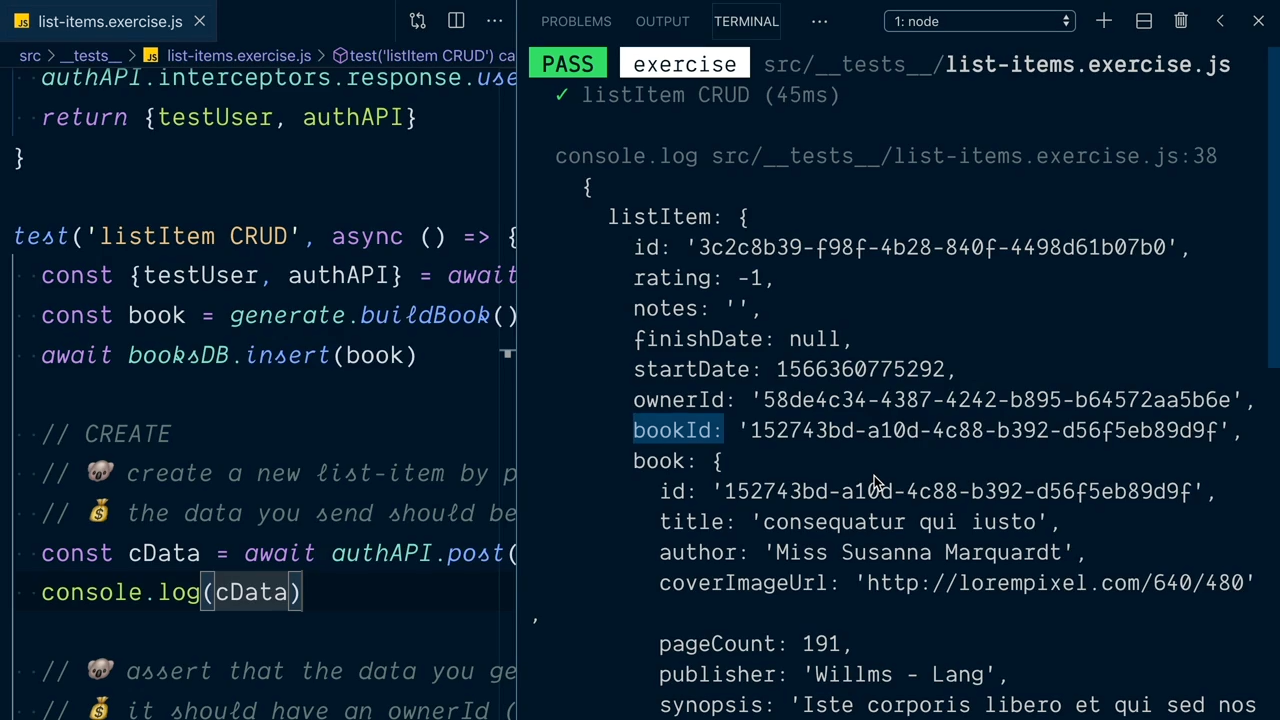 list-items.exercise.js
src › __tests__ › list-items.exercise.js › test('listItem CRUD') ca
authAPI.interceptors.response.use
return {testUser, authAPI}
}
test('listItem CRUD', async () => {
const {testUser, authAPI} = await
const book = generate.buildBook()
await booksDB.insert(book)
// CREATE
// 🐨 create a new list-item by p
// 💰 the data you send should be
const cData = await authAPI.post(
console.log(cData)
// 🐨 assert that the data you ge
// 💰 it should have an ownerId (
PROBLEMS OUTPUT TERMINAL ··· 1: node
PASS exercise src/__tests__/list-items.exercise.js
✓ listItem CRUD (45ms)
console.log src/__tests__/list-items.exercise.js:38
{
listItem: {
id: '3c2c8b39-f98f-4b28-840f-4498d61b07b0',
rating: -1,
notes: '',
finishDate: null,
startDate: 1566360775292,
ownerId: '58de4c34-4387-4242-b895-b64572aa5b6e',
bookId: '152743bd-a10d-4c88-b392-d56f5eb89d9f',
book: {
id: '152743bd-a10d-4c88-b392-d56f5eb89d9f',
title: 'consequatur qui iusto',
author: 'Miss Susanna Marquardt',
coverImageUrl: 'http://lorempixel.com/640/480'
,
pageCount: 191,
publisher: 'Willms - Lang',
synopsis: 'Iste corporis libero et qui sed nos